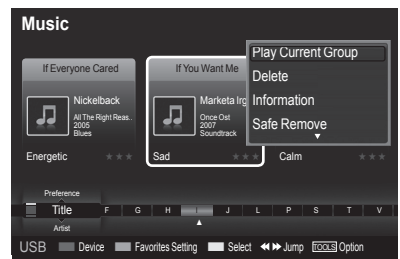 Music
If Everyone Cared
Nickelback
All The Right Reas..
2005
Blues
Energetic
If You Want Me
Marketa Irg
Once Ost
2007
Soundtrack
Sad
Play Current Group
Delete
Information
Safe Remove
Calm
Preference
Title F G H I J L P S T V
Artist
USB Device Favorites Setting Select Jump TOOLS Option